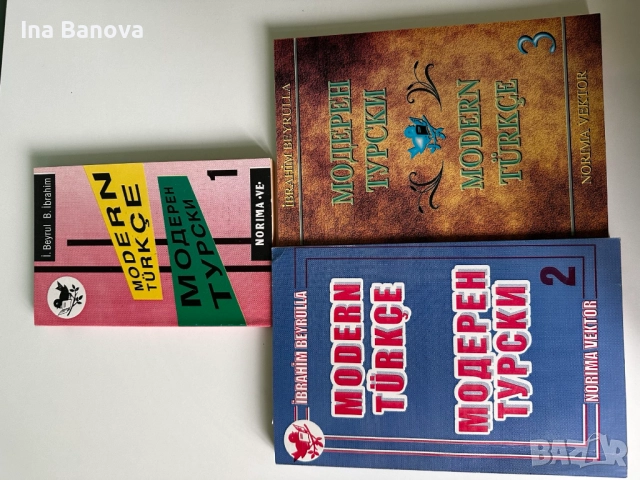 Ina Banova
İ. Beyrul B. İbrahim
MODERN
TÜRKÇE
МОДЕРЕН
ТУРСКИ
1
NORIMA •VE•
İBRAHİM BEYRULLA
МОДЕРЕН
ТУРСКИ
MODERN
TÜRKÇE
3
NORIMA VEKTOR
İBRAHİM BEYRULLA
MODERN
TÜRKÇE
МОДЕРЕН
ТУРСКИ
2
NORIMA VEKTOR
BAZAR